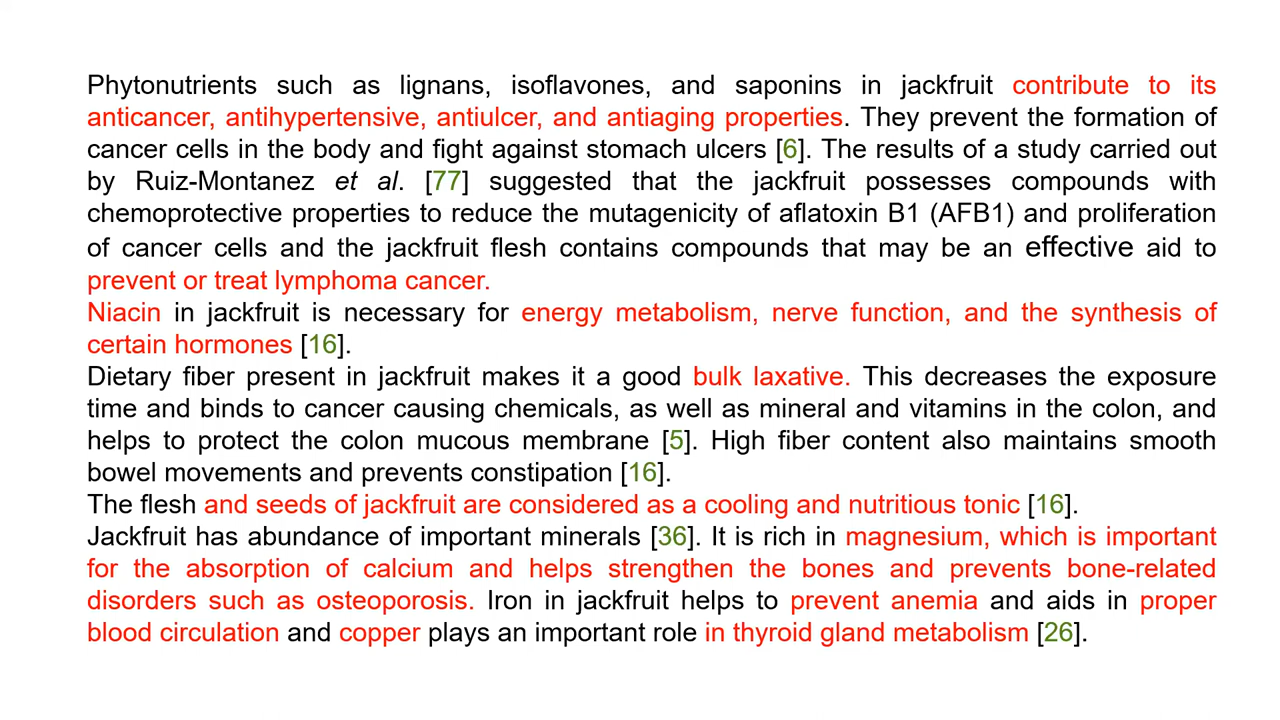 Phytonutrients such as lignans, isoflavones, and saponins in jackfruit contribute to its
anticancer, antihypertensive, antiulcer, and antiaging properties. They prevent the formation of
cancer cells in the body and fight against stomach ulcers [6]. The results of a study carried out
by Ruiz-Montanez et al. [77] suggested that the jackfruit possesses compounds with
chemoprotective properties to reduce the mutagenicity of aflatoxin B1 (AFB1) and proliferation
of cancer cells and the jackfruit flesh contains compounds that may be an effective aid to
prevent or treat lymphoma cancer.
Niacin in jackfruit is necessary for energy metabolism, nerve function, and the synthesis of
certain hormones [16].
Dietary fiber present in jackfruit makes it a good bulk laxative. This decreases the exposure
time and binds to cancer causing chemicals, as well as mineral and vitamins in the colon, and
helps to protect the colon mucous membrane [5]. High fiber content also maintains smooth
bowel movements and prevents constipation [16].
The flesh and seeds of jackfruit are considered as a cooling and nutritious tonic [16].
Jackfruit has abundance of important minerals [36]. It is rich in magnesium, which is important
for the absorption of calcium and helps strengthen the bones and prevents bone-related
disorders such as osteoporosis. Iron in jackfruit helps to prevent anemia and aids in proper
blood circulation and copper plays an important role in thyroid gland metabolism [26].